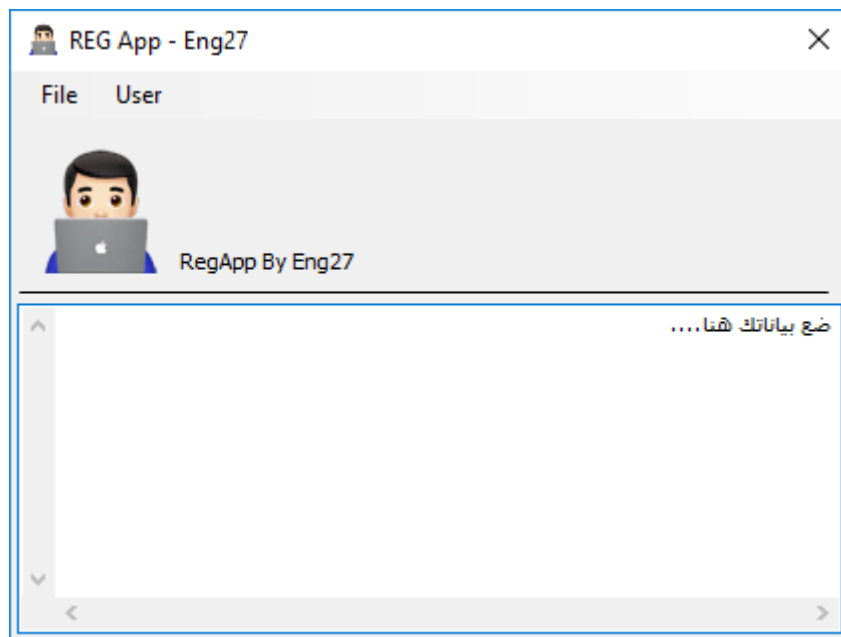 REG App - Eng27
File User
RegApp By Eng27
ضع بياناتك هنا....